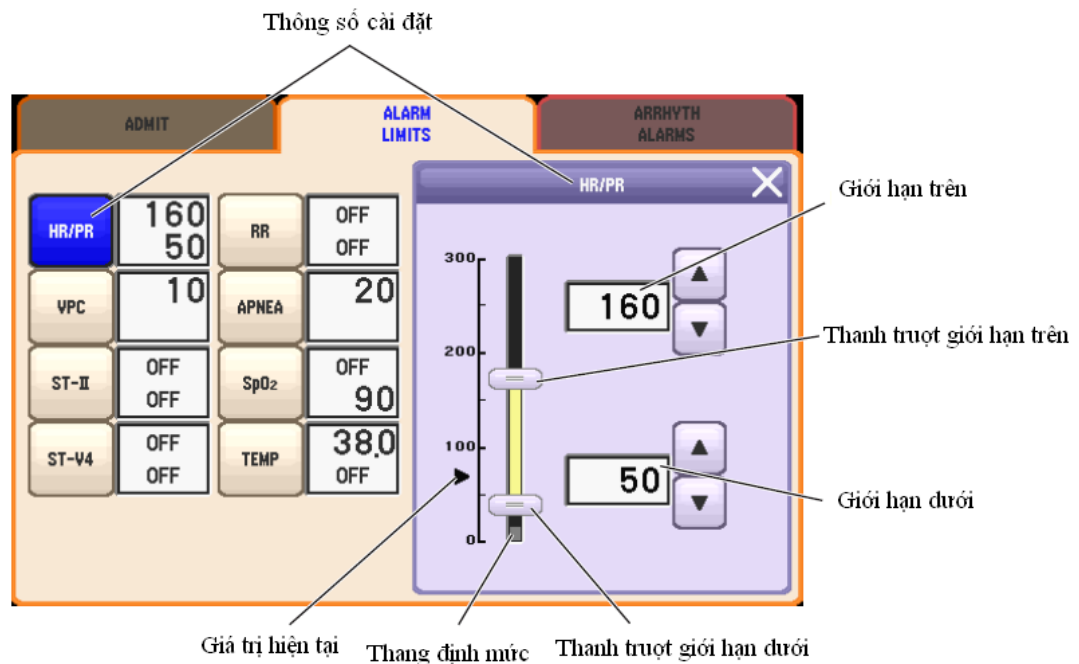 Thông số cài đặt
ADMIT
ALARM
LIMITS
ARRHYTH
ALARMS
HR/PR
160
50
RR
OFF
OFF
VPC
10
APNEA
20
ST-II
OFF
OFF
SpO2
OFF
90
ST-V4
OFF
OFF
TEMP
38.0
OFF
HR/PR
300
200
100
0
160
50
Giới hạn trên
Thanh truọt giới hạn trên
Giới hạn dưới
Giá trị hiện tại
Thang định mức
Thanh truọt giới hạn dưới